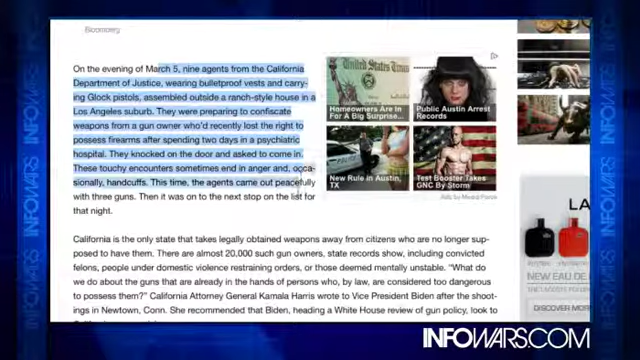 Bloomberg
On the evening of March 5, nine agents from the California
Department of Justice, wearing bulletproof vests and carry-
ing Glock pistols, assembled outside a ranch-style house in a
Los Angeles suburb. They were preparing to confiscate
weapons from a gun owner who'd recently lost the right to
possess firearms after spending two days in a psychiatric
hospital. They knocked on the door and asked to come in.
These touchy encounters sometimes end in anger and, occa-
sionally, handcuffs. This time, the agents came out peacefully
with three guns. Then it was on to the next stop on the list for
that night.
California is the only state that takes legally obtained weapons away from citizens who are no longer sup-
posed to have them. There are almost 20,000 such gun owners, state records show, including convicted
felons, people under domestic violence restraining orders, or those deemed mentally unstable. "What do
we do about the guns that are already in the hands of persons who, by law, are considered too dangerous
to possess them?" California Attorney General Kamala Harris wrote to Vice President Biden after the shoot-
ings in Newtown, Conn. She recommended that Biden, heading a White House review of gun policy, look to
United States Treas
Homeowners Are In
For A Big Surprise...
Public Austin Arrest
Records
New Rule in Austin,
TX
Test Booster Takes
GNC By Storm
Ads by
LA
NEW EAU DE
DISCOVER MORE
INFOWARS
INFOWARS
INFOWARS
INFOWARS
INFOWARS.COM